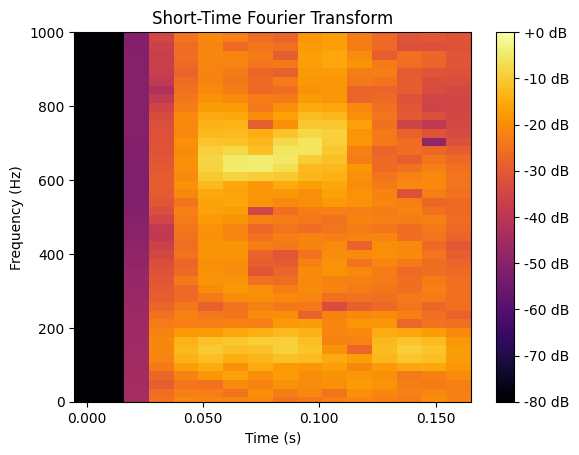 Short-Time Fourier Transform
1000
800
600
400
200
0
Frequency (Hz)
0.000
0.050
0.100
0.150
Time (s)
+0 dB
-10 dB
-20 dB
-30 dB
-40 dB
-50 dB
-60 dB
-70 dB
-80 dB